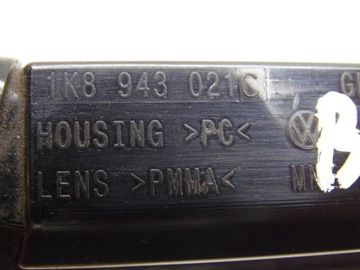 1K8 943 021C
HOUSING >PC<
LENS >PMMA<
B